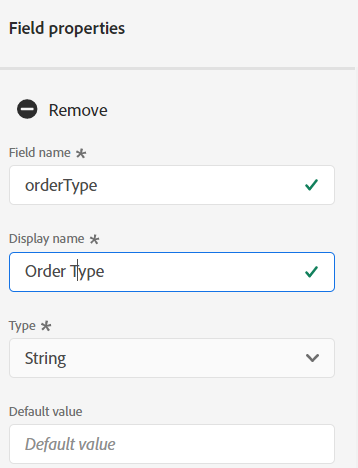 Field properties
Remove
Field name *
orderType
Display name *
Order Type
Type *
String
Default value
Default value